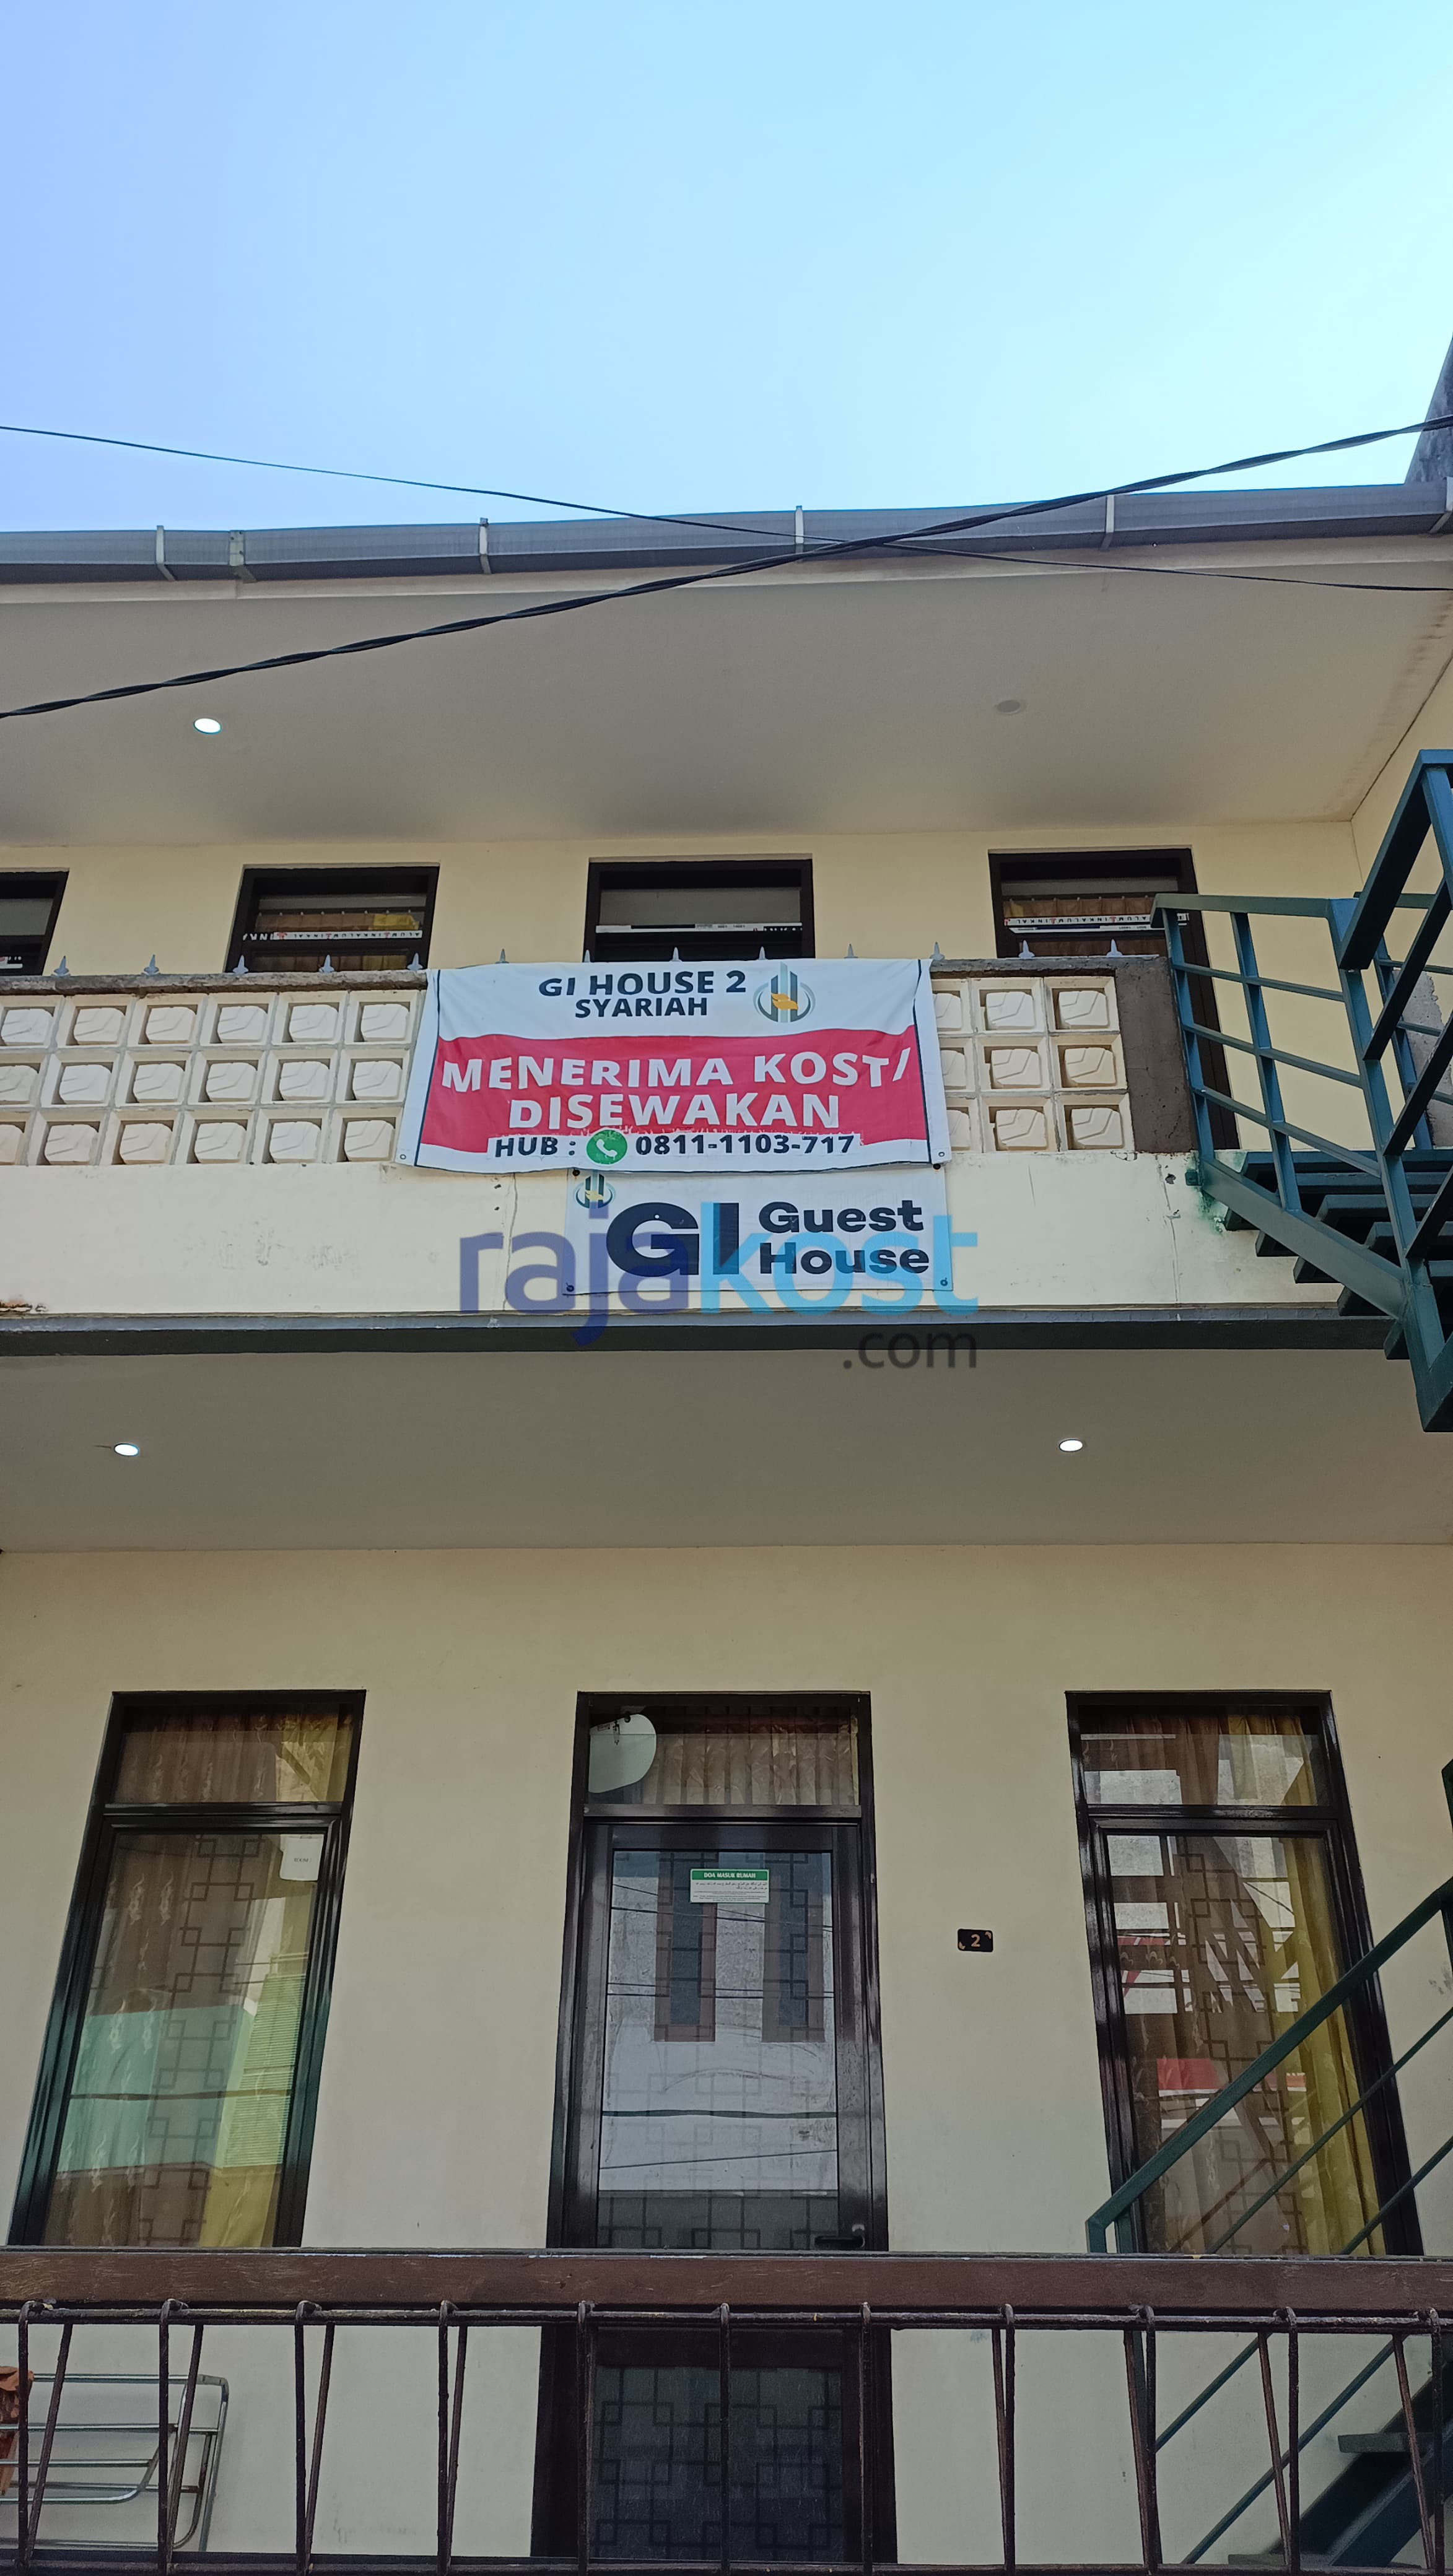 GI HOUSE 2
SYARIAH
MENERIMA KOST/
DISEWAKAN
HUB : 0811-1103-717
GI Guest
House
rajakost
.com
DOA MASUK RUMAH
2